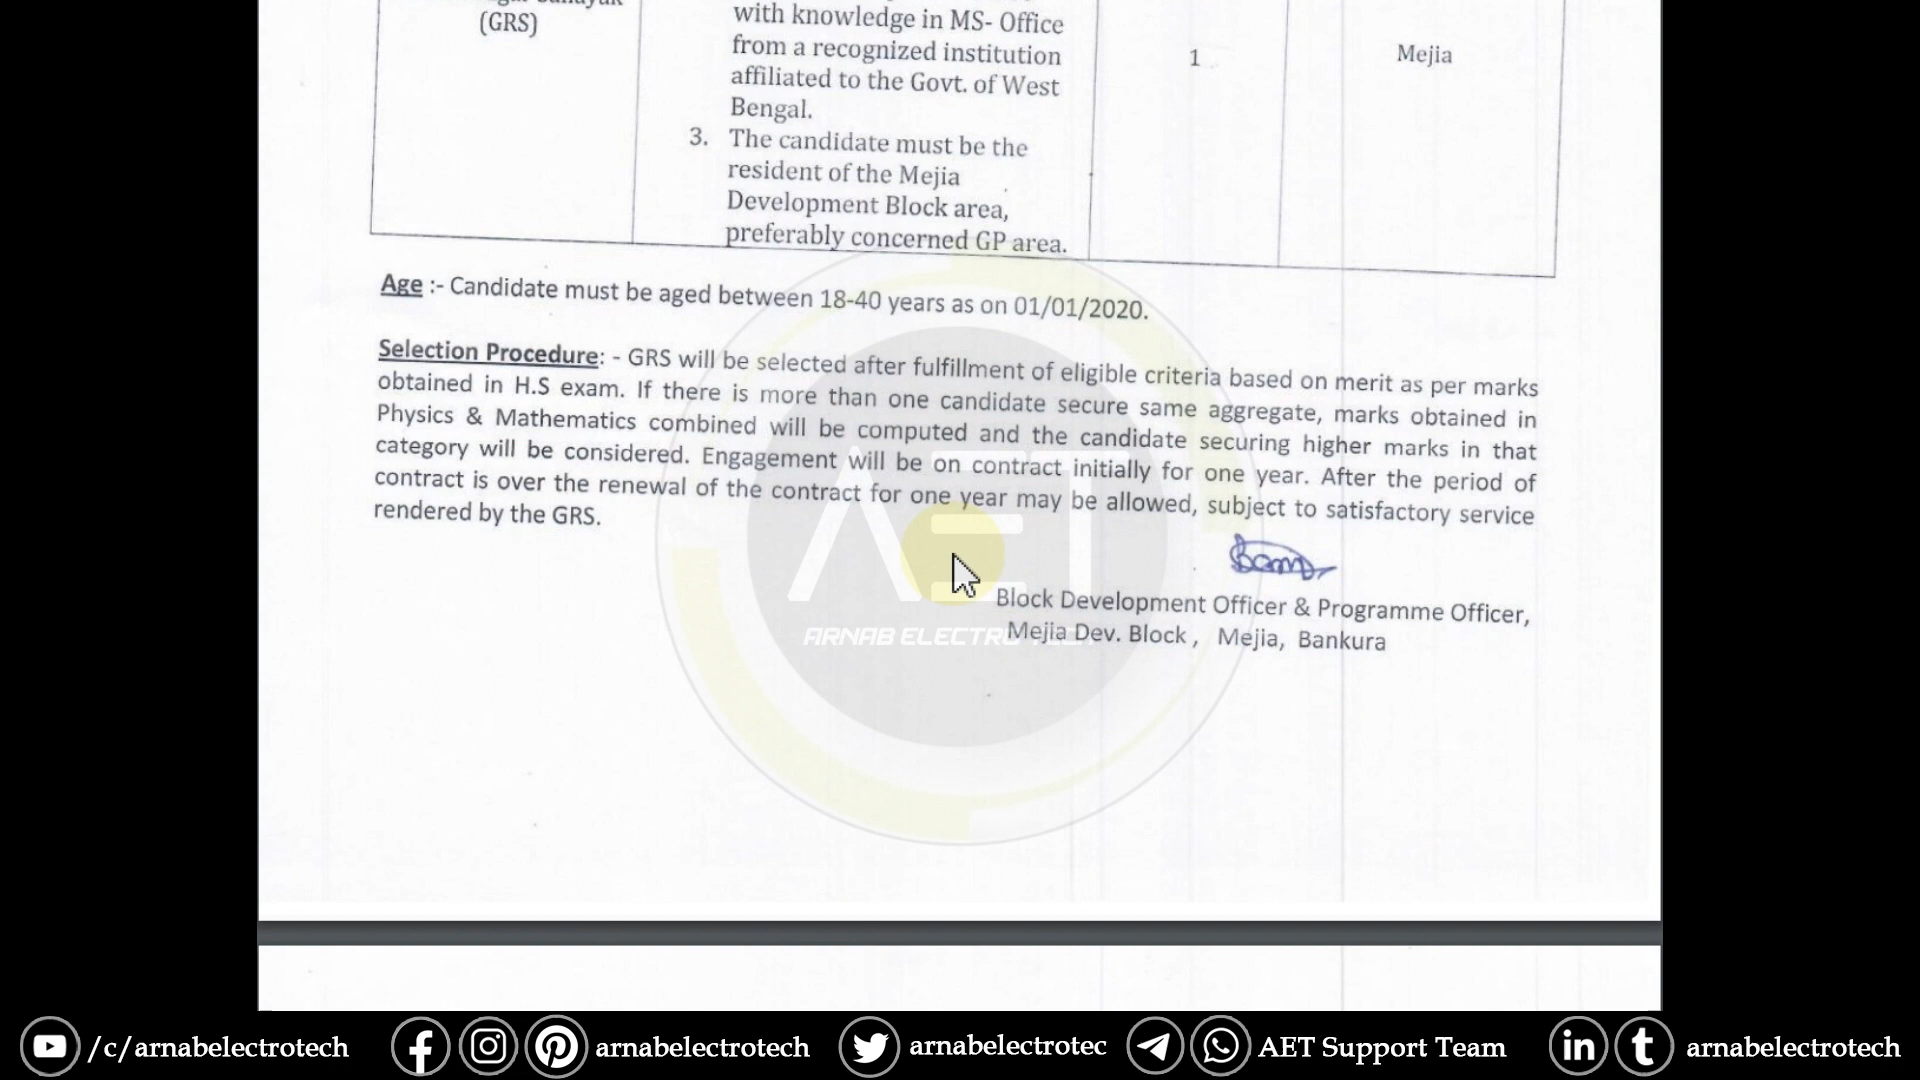 (GRS)
with knowledge in MS- Office
from a recognized institution
affiliated to the Govt. of West
Bengal.
3. The candidate must be the
resident of the Mejia
Development Block area,
preferably concerned GP area.
1
Mejia
Age :- Candidate must be aged between 18-40 years as on 01/01/2020.
Selection Procedure: - GRS will be selected after fulfillment of eligible criteria based on merit as per marks
obtained in H.S exam. If there is more than one candidate secure same aggregate, marks obtained in
Physics & Mathematics combined will be computed and the candidate securing higher marks in that
category will be considered. Engagement will be on contract initially for one year. After the period of
contract is over the renewal of the contract for one year may be allowed, subject to satisfactory service
rendered by the GRS.
AET
ARNAB ELECTRO
Block Development Officer & Programme Officer,
Mejia Dev. Block , Mejia, Bankura
/c/arnabelectrotech
arnabelectrotech
arnabelectrotec
AET Support Team
arnabelectrotech